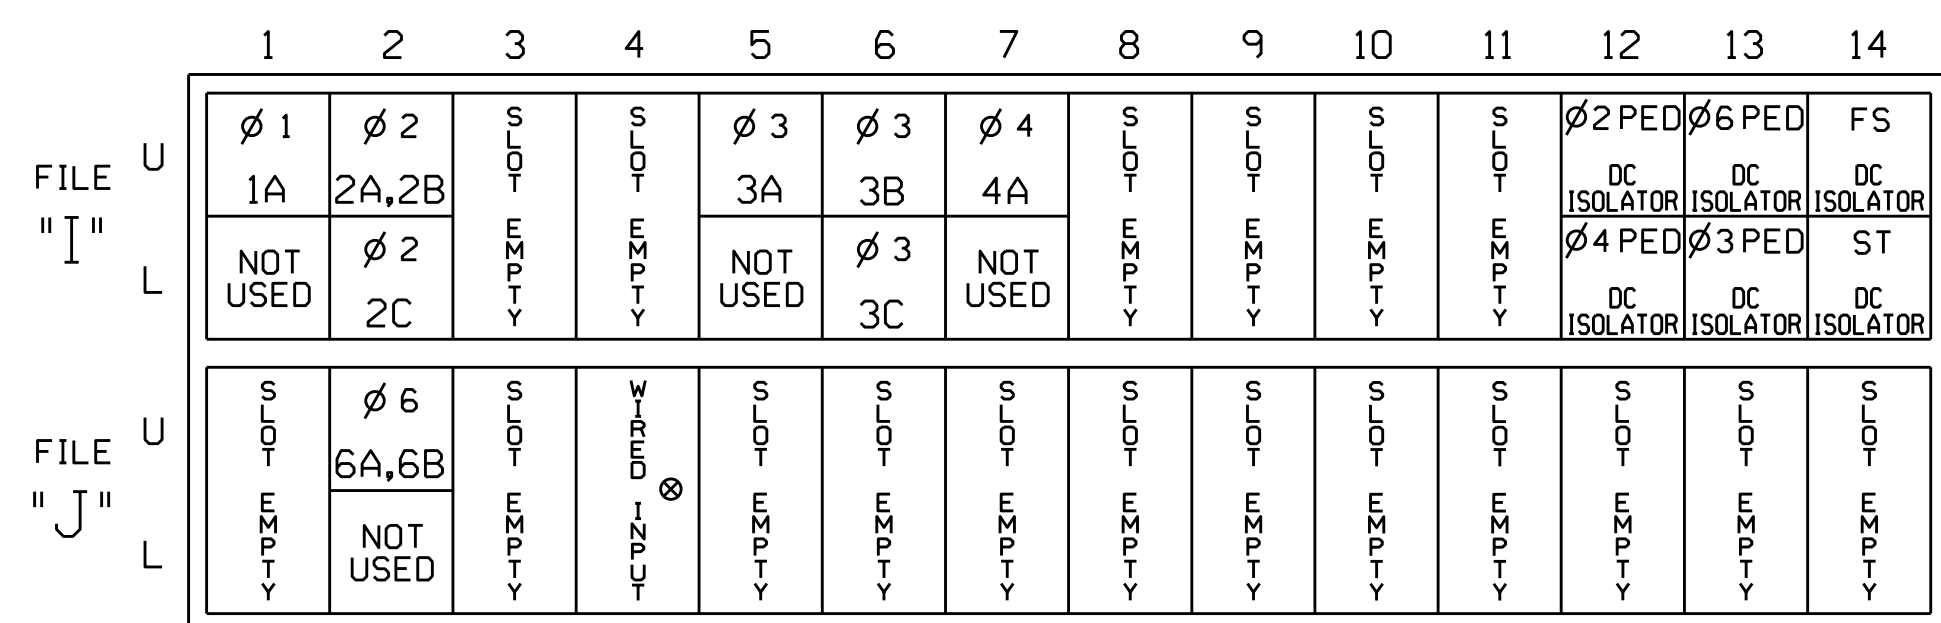 1 2 3 4 5 6 7 8 9 10 11 12 13 14
FILE "I"
U
Ø 1 1A
Ø 2 2A,2B
SLOT EMPTY
SLOT EMPTY
Ø 3 3A
Ø 3 3B
Ø 4 4A
SLOT EMPTY
SLOT EMPTY
SLOT EMPTY
SLOT EMPTY
Ø2 PED DC ISOLATOR
Ø6 PED DC ISOLATOR
FS DC ISOLATOR
L
NOT USED
Ø 2 2C
NOT USED
Ø 3 3C
NOT USED
Ø4 PED DC ISOLATOR
Ø3 PED DC ISOLATOR
ST DC ISOLATOR
FILE "J"
U
SLOT EMPTY
Ø 6 6A,6B
SLOT EMPTY
WIRED INPUT ⊗
SLOT EMPTY
SLOT EMPTY
SLOT EMPTY
SLOT EMPTY
SLOT EMPTY
SLOT EMPTY
SLOT EMPTY
SLOT EMPTY
SLOT EMPTY
SLOT EMPTY
L
NOT USED